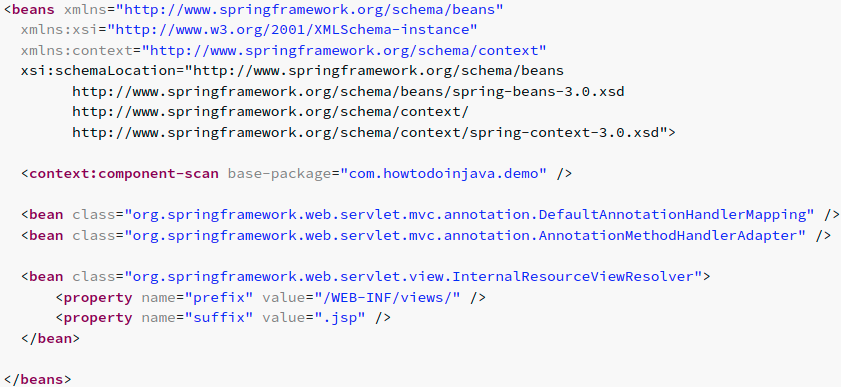 <beans xmlns="http://www.springframework.org/schema/beans"
  xmlns:xsi="http://www.w3.org/2001/XMLSchema-instance"
  xmlns:context="http://www.springframework.org/schema/context"
  xsi:schemaLocation="http://www.springframework.org/schema/beans
        http://www.springframework.org/schema/beans/spring-beans-3.0.xsd
        http://www.springframework.org/schema/context/
        http://www.springframework.org/schema/context/spring-context-3.0.xsd">
  <context:component-scan base-package="com.howtodoinjava.demo" />
  <bean class="org.springframework.web.servlet.mvc.annotation.DefaultAnnotationHandlerMapping" />
  <bean class="org.springframework.web.servlet.mvc.annotation.AnnotationMethodHandlerAdapter" />
  <bean class="org.springframework.web.servlet.view.InternalResourceViewResolver">
      <property name="prefix" value="/WEB-INF/views/" />
      <property name="suffix" value=".jsp" />
  </bean>
</beans>